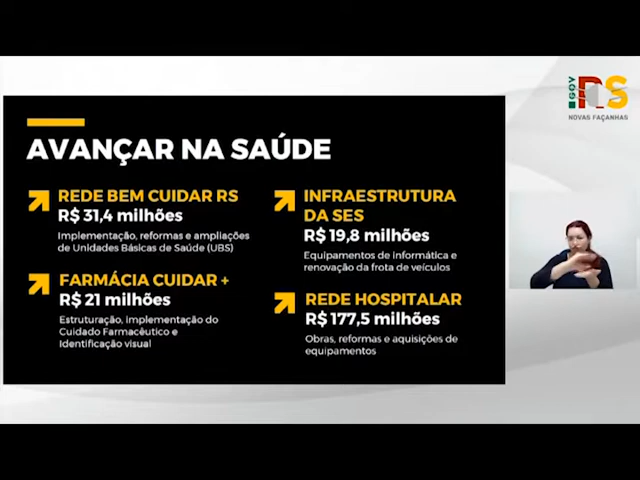 GOV
RS
NOVAS FAÇANHAS
AVANÇAR NA SAÚDE
REDE BEM CUIDAR RS
R$ 31,4 milhões
Implementação, reformas e ampliações
de Unidades Básicas de Saúde (UBS)
FARMÁCIA CUIDAR +
R$ 21 milhões
Estruturação, implementação do
Cuidado Farmacêutico e
Identificação visual
INFRAESTRUTURA
DA SES
R$ 19,8 milhões
Equipamentos de informática e
renovação da frota de veículos
REDE HOSPITALAR
R$ 177,5 milhões
Obras, reformas e aquisições de
equipamentos